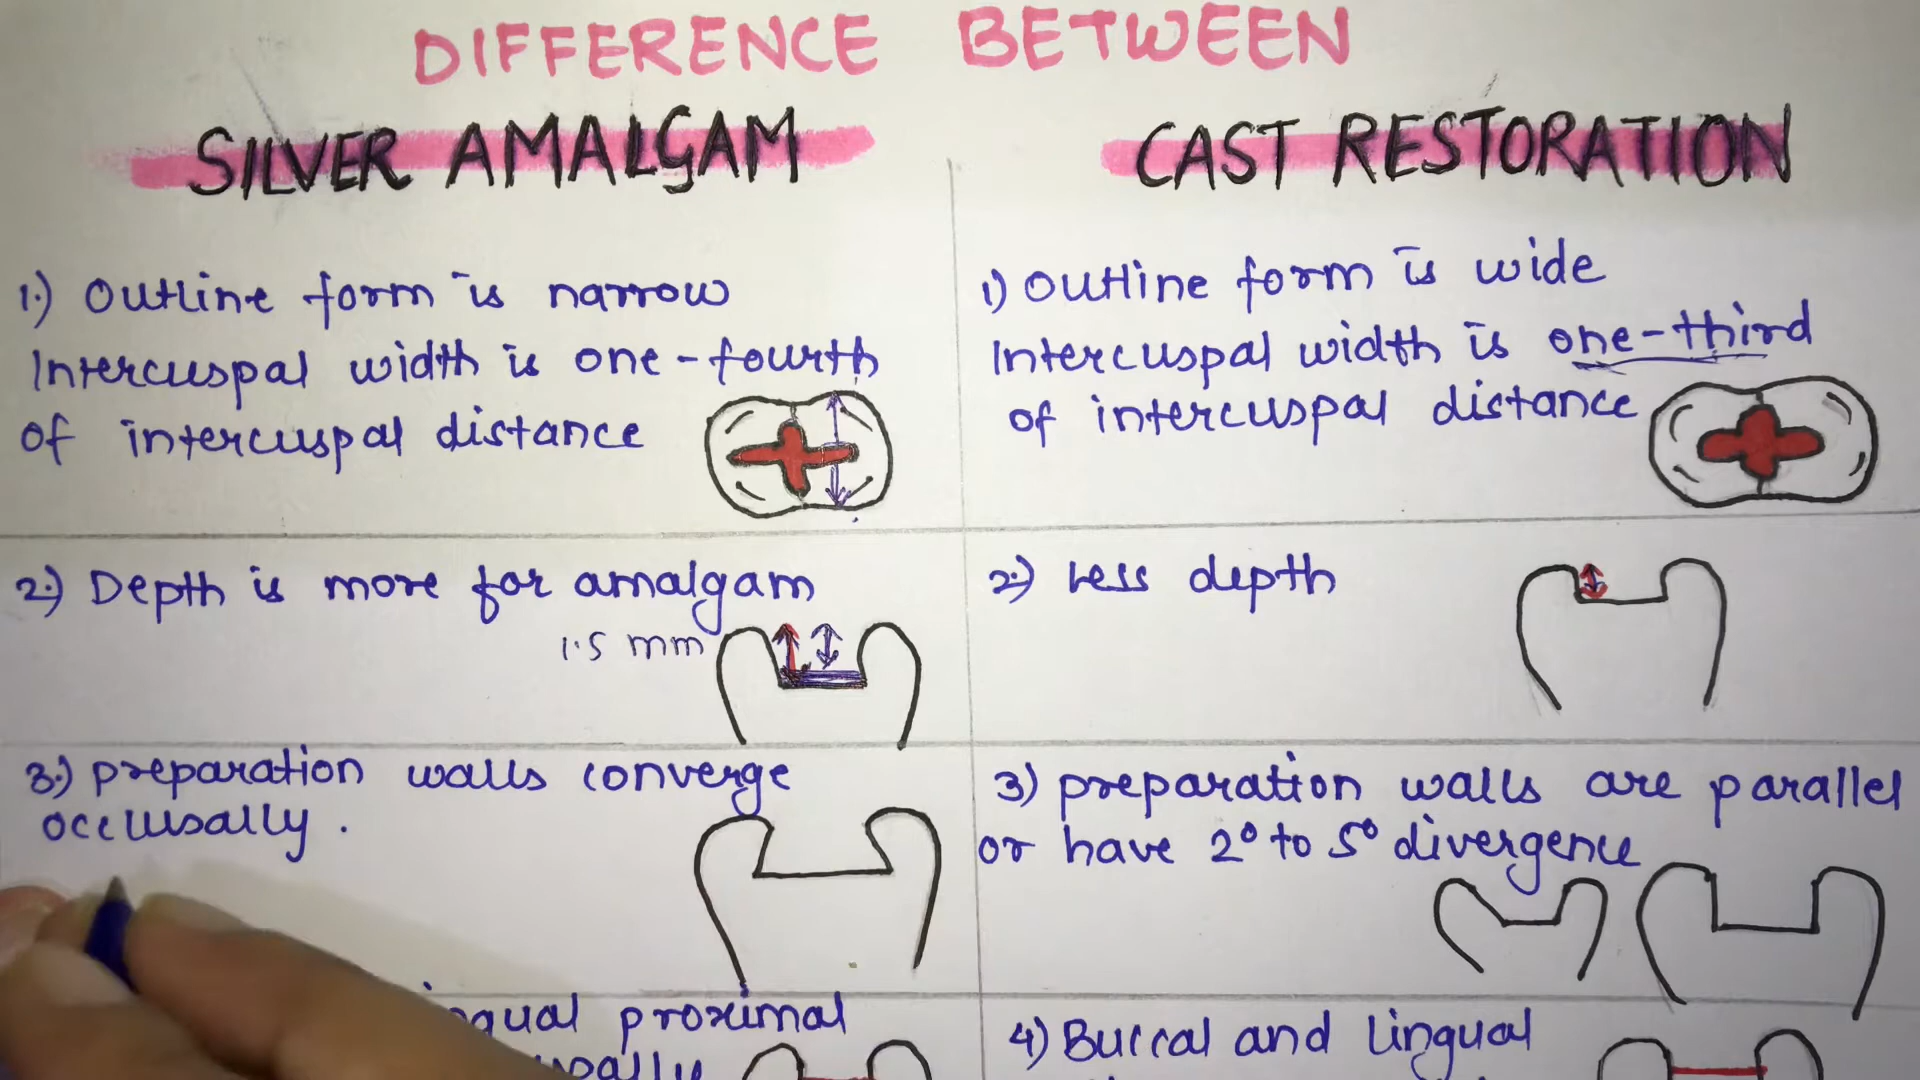 DIFFERENCE BETWEEN
SILVER AMALGAM
1.) Outline form is narrow
Intercuspal width is one-fourth
of intercuspal distance
2.) Depth is more for amalgam
1.5 mm
3.) preparation walls converge
occlusally.
proximal
CAST RESTORATION
1) Outline form is wide
Intercuspal width is one-third
of intercuspal distance
2.) Less depth
3) preparation walls are parallel
or have 2° to 5° divergence
4) Buccal and lingual